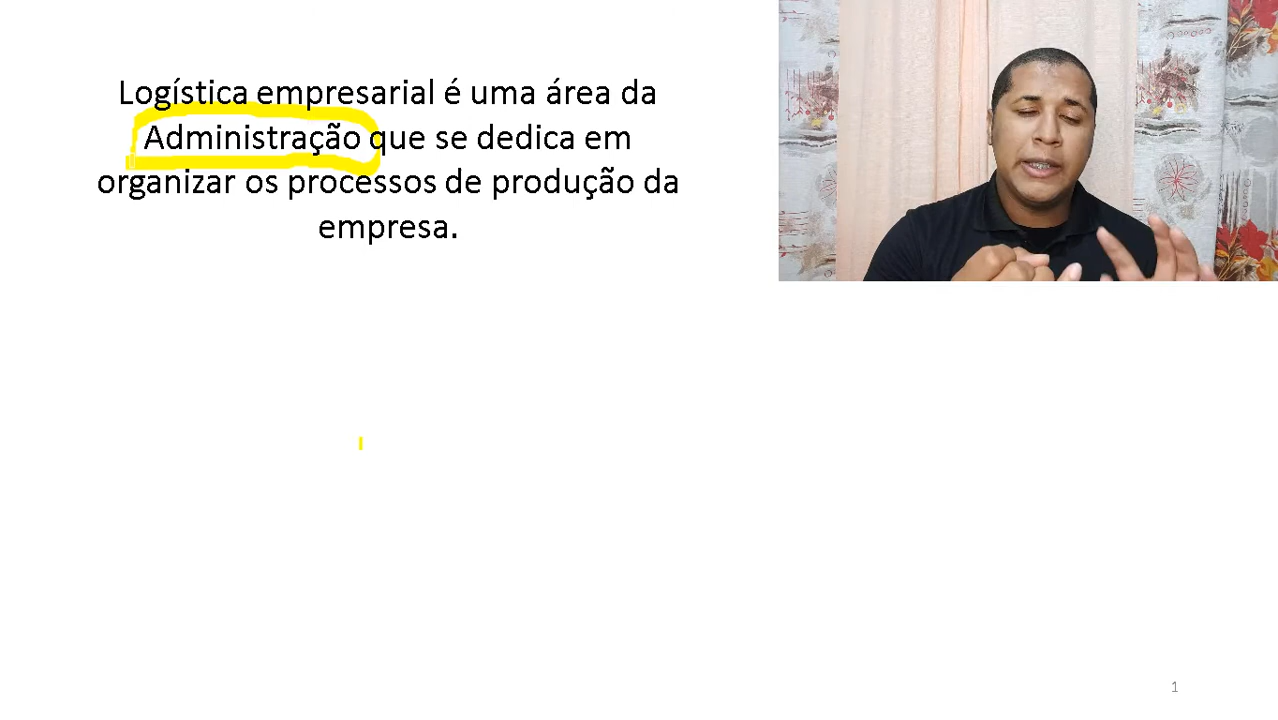 Logística empresarial é uma área da
Administração que se dedica em
organizar os processos de produção da
empresa.
1